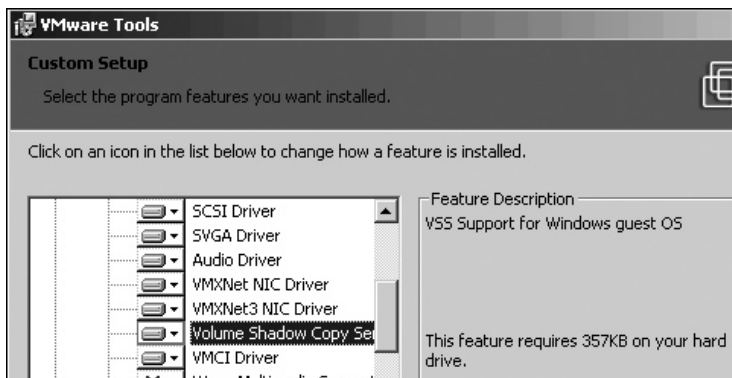 VMware Tools
Custom Setup
Select the program features you want installed.
Click on an icon in the list below to change how a feature is installed.
SCSI Driver
SVGA Driver
Audio Driver
VMXNet NIC Driver
VMXNet3 NIC Driver
Volume Shadow Copy Ser
VMCI Driver
Feature Description
VSS Support for Windows guest OS
This feature requires 357KB on your hard
drive.